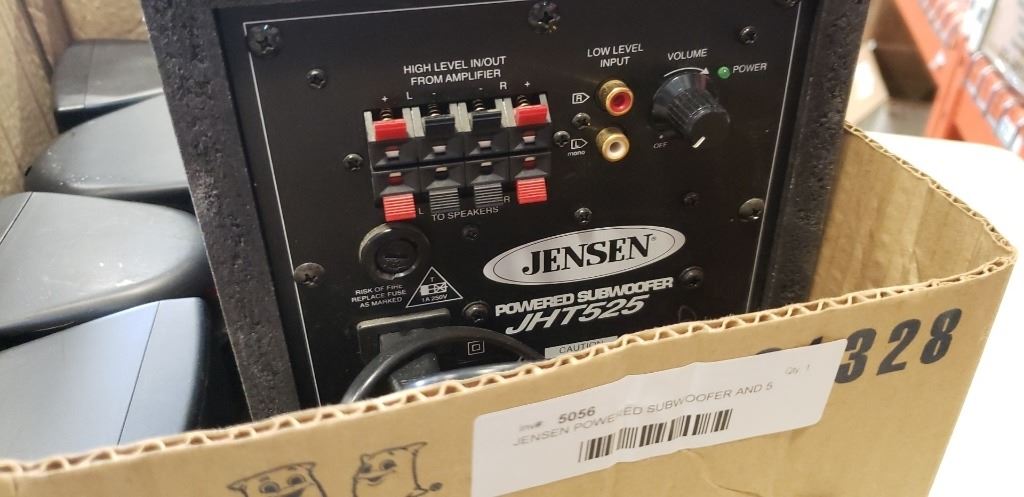 HIGH LEVEL IN/OUT
FROM AMPLIFIER
+ L - - R +
LOW LEVEL
INPUT
R
L
mono
VOLUME
POWER
OFF
L TO SPEAKERS R
JENSEN®
POWERED SUBWOOFER
JHT525
RISK OF FIRE
REPLACE FUSE
AS MARKED
T
1A 250V
CAUTION
1328
Inv#: 5056
Qty: 1
JENSEN POWERED SUBWOOFER AND 5